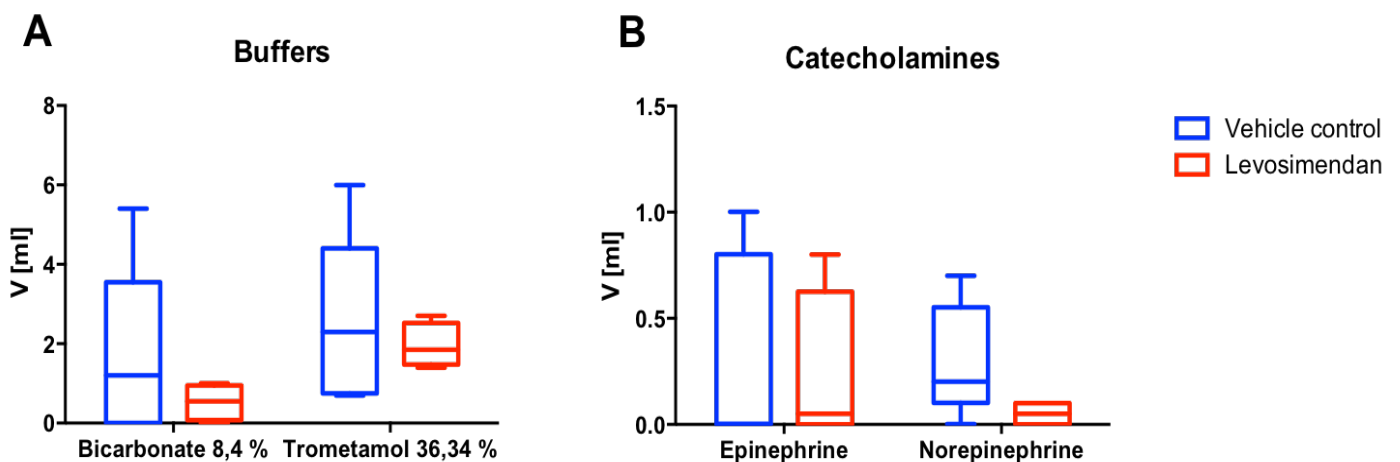 A
Buffers
V [ml]
8
6
4
2
0
Bicarbonate 8,4 %
Trometamol 36,34 %
B
Catecholamines
V [ml]
1.5
1.0
0.5
0.0
Epinephrine
Norepinephrine
Vehicle control
Levosimendan